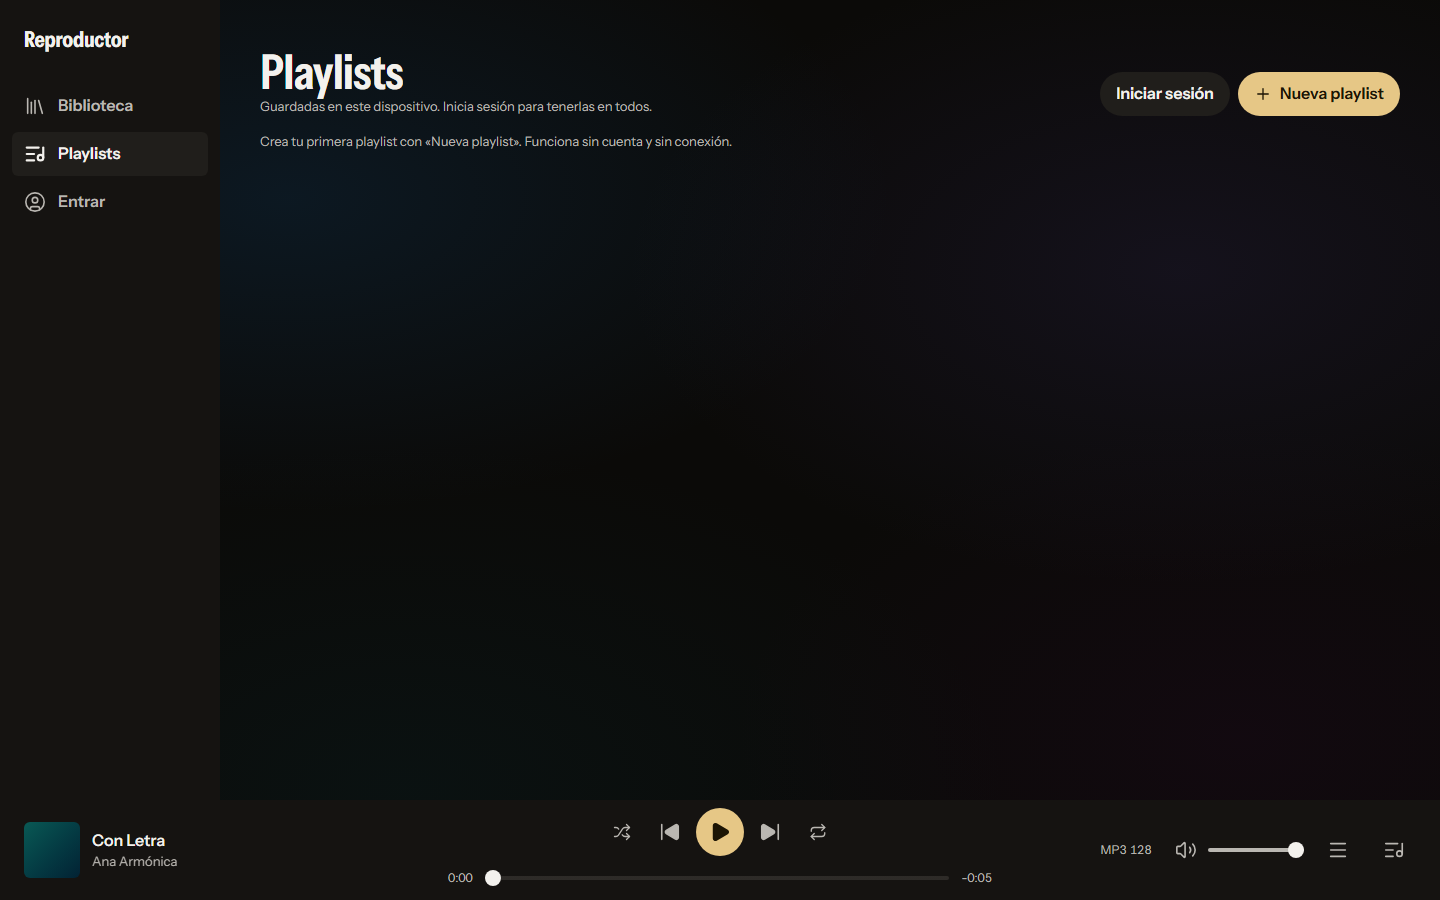 Reproductor
Biblioteca
Playlists
Entrar
Playlists
Guardadas en este dispositivo. Inicia sesión para tenerlas en todos.
Iniciar sesión
Nueva playlist
Crea tu primera playlist con «Nueva playlist». Funciona sin cuenta y sin conexión.
Con Letra
Ana Armónica
0:00
-0:05
MP3 128